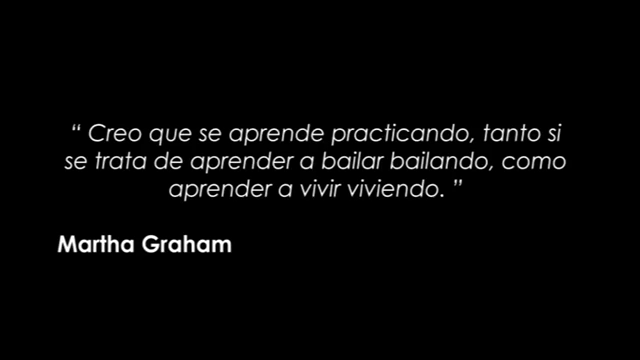 “ Creo que se aprende practicando, tanto si
se trata de aprender a bailar bailando, como
aprender a vivir viviendo. ”
Martha Graham